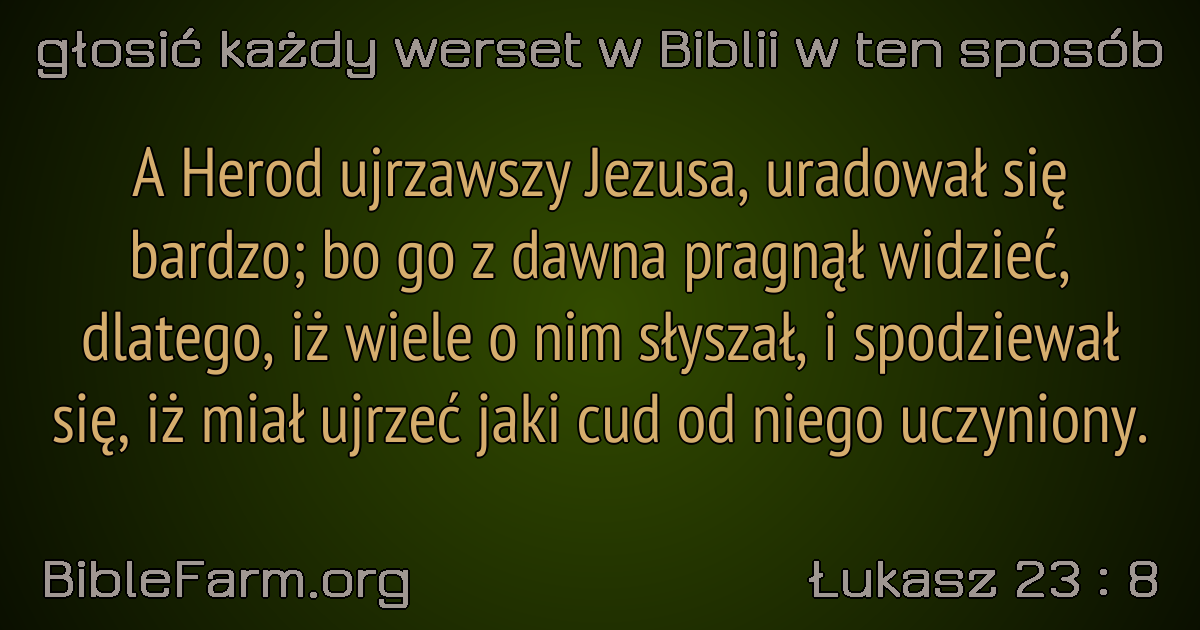 głosić każdy werset w Biblii w ten sposób
A Herod ujrzawszy Jezusa, uradował się
bardzo; bo go z dawna pragnął widzieć,
dlatego, iż wiele o nim słyszał, i spodziewał
się, iż miał ujrzeć jaki cud od niego uczyniony.
BibleFarm.org
Łukasz 23 : 8